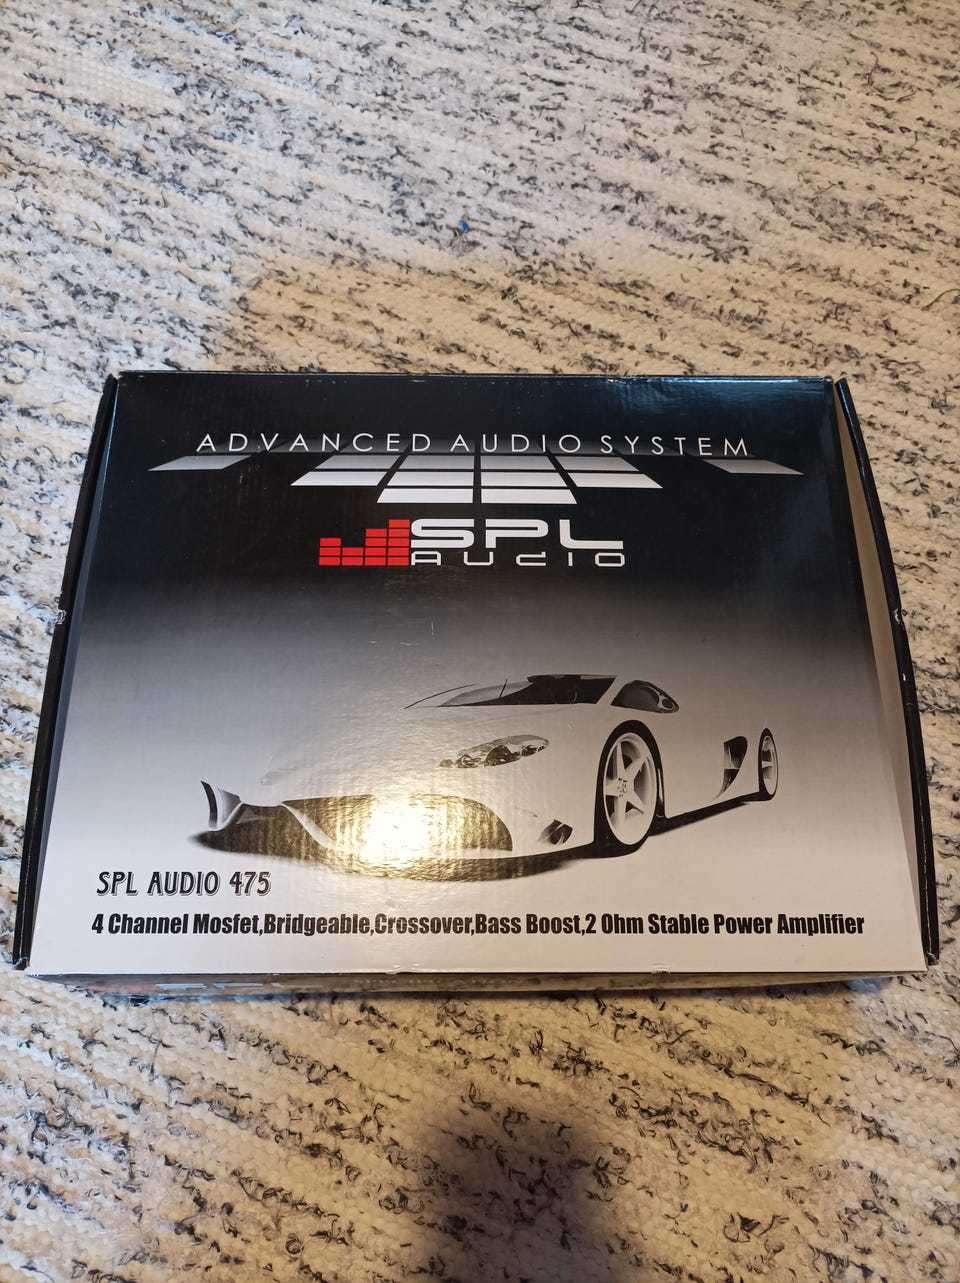 ADVANCED AUDIO SYSTEM
SPL
AUdIO
SPL AUDIO 475
4 Channel Mosfet,Bridgeable,Crossover,Bass Boost,2 Ohm Stable Power Amplifier